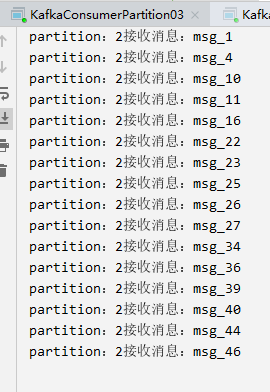 KafkaConsumerPartition03
Kafk
partition：2接收消息：msg_1
partition：2接收消息：msg_4
partition：2接收消息：msg_10
partition：2接收消息：msg_11
partition：2接收消息：msg_16
partition：2接收消息：msg_22
partition：2接收消息：msg_23
partition：2接收消息：msg_25
partition：2接收消息：msg_26
partition：2接收消息：msg_27
partition：2接收消息：msg_34
partition：2接收消息：msg_36
partition：2接收消息：msg_39
partition：2接收消息：msg_40
partition：2接收消息：msg_44
partition：2接收消息：msg_46